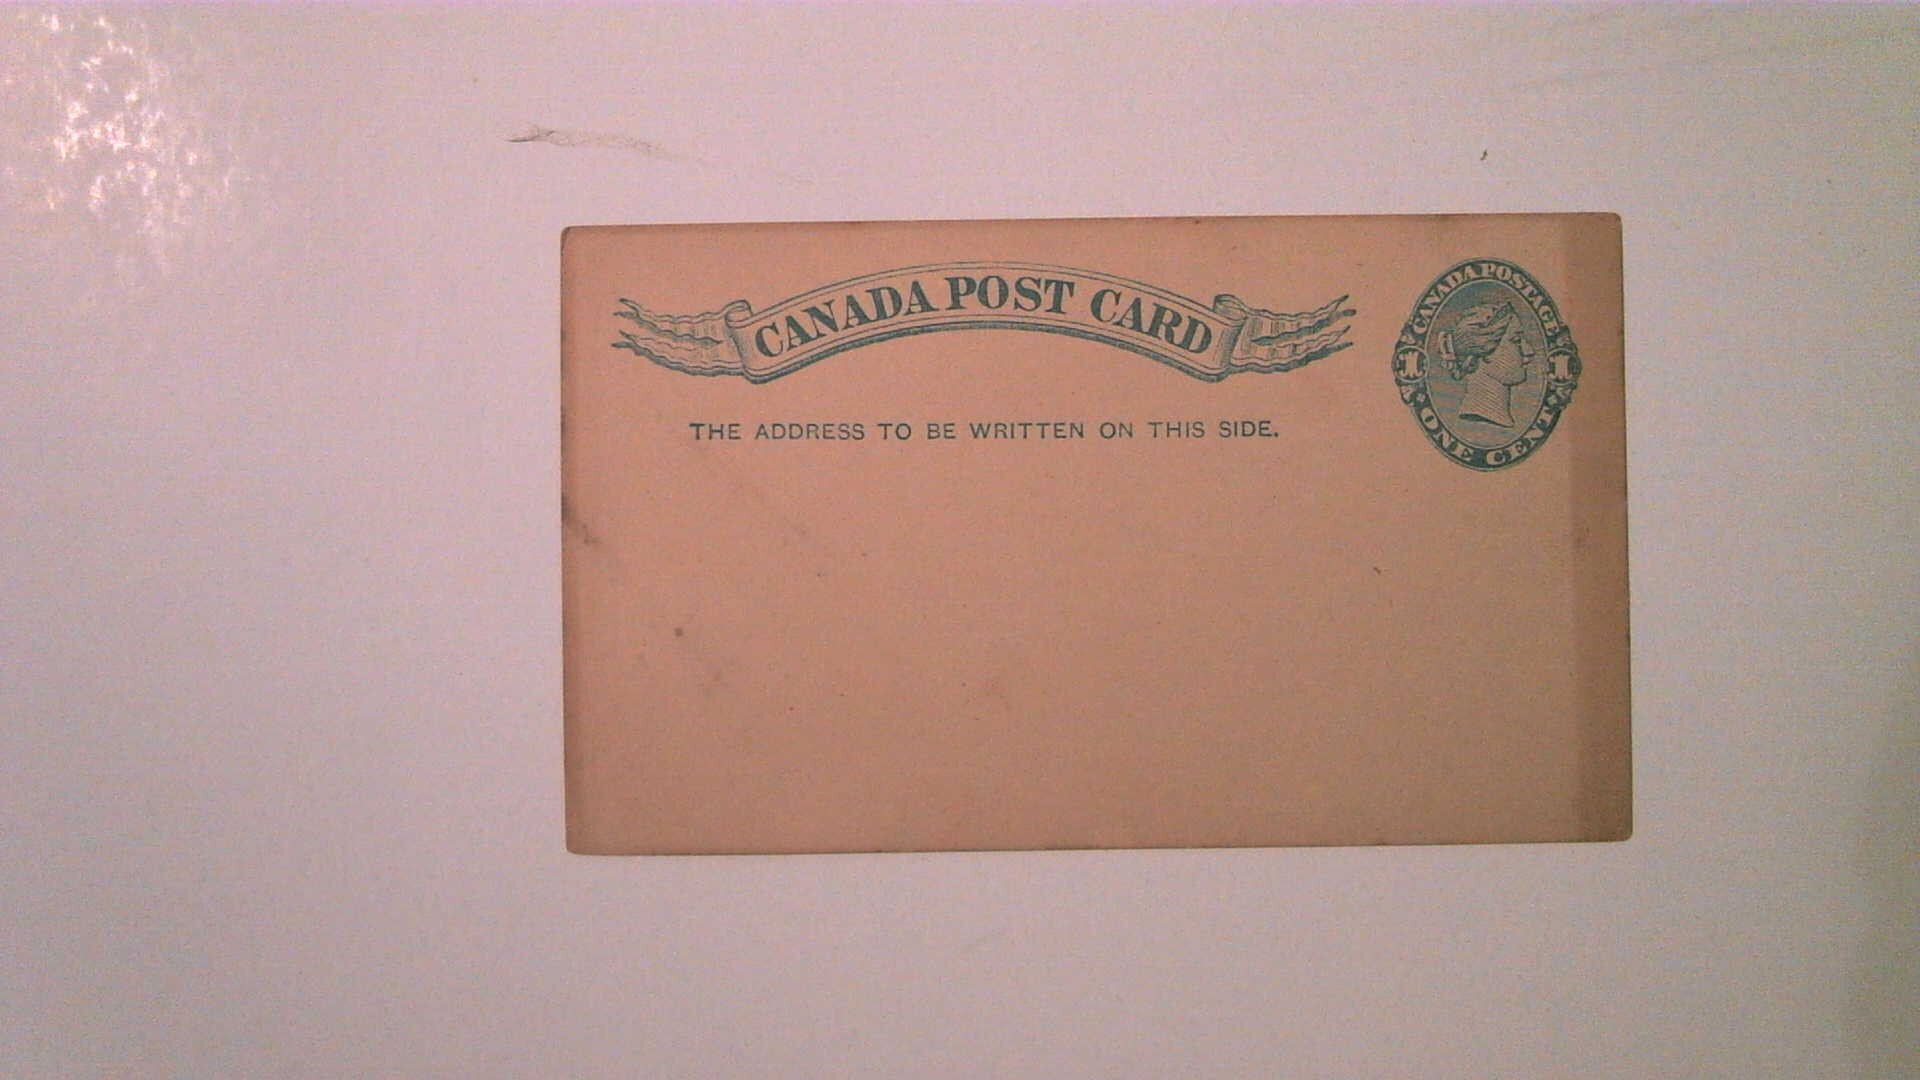 CANADA POST CARD
CANADA POSTAGE
1 1
ONE CENT
THE ADDRESS TO BE WRITTEN ON THIS SIDE.